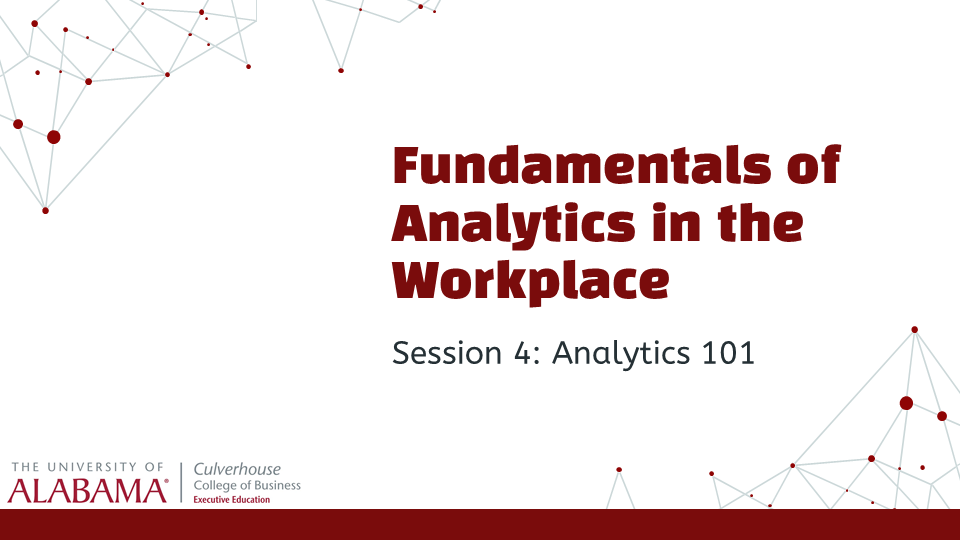 Fundamentals of
Analytics in the
Workplace
Session 4: Analytics 101
THE UNIVERSITY OF
ALABAMA®
Culverhouse
College of Business
Executive Education